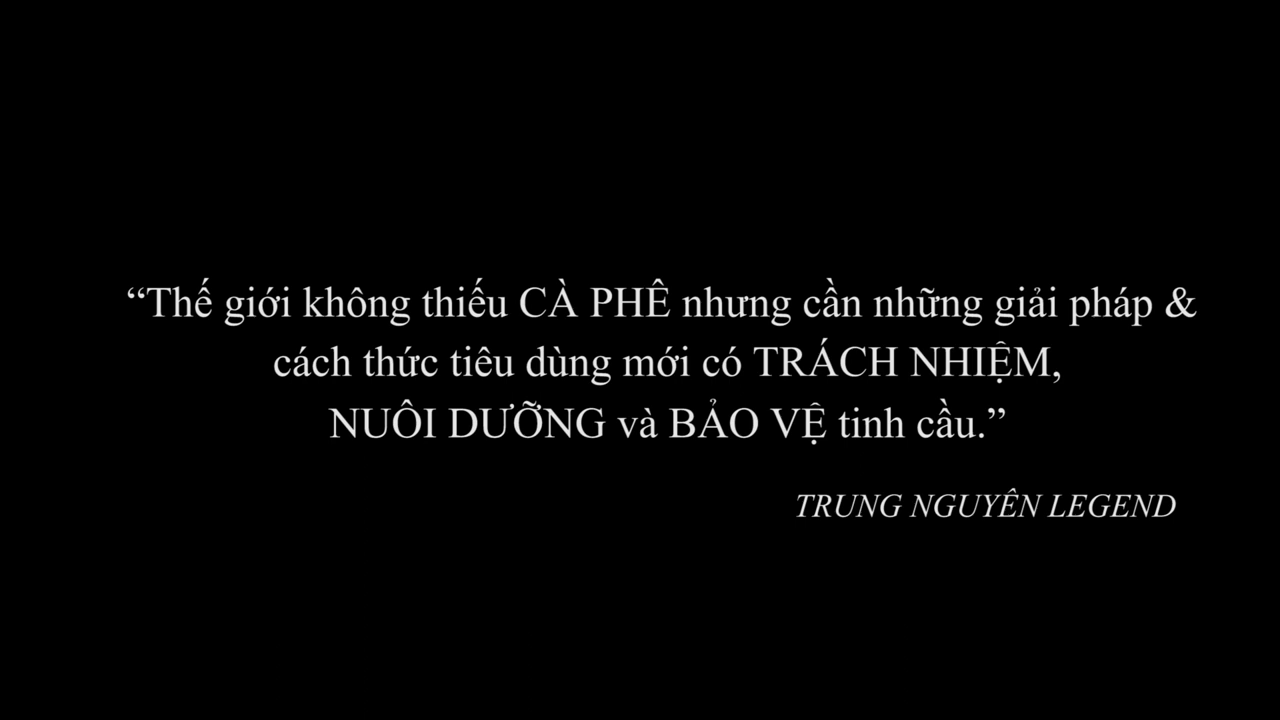 “Thế giới không thiếu CÀ PHÊ nhưng cần những giải pháp &
cách thức tiêu dùng mới có TRÁCH NHIỆM,
NUÔI DƯỠNG và BẢO VỆ tinh cầu.”
TRUNG NGUYÊN LEGEND